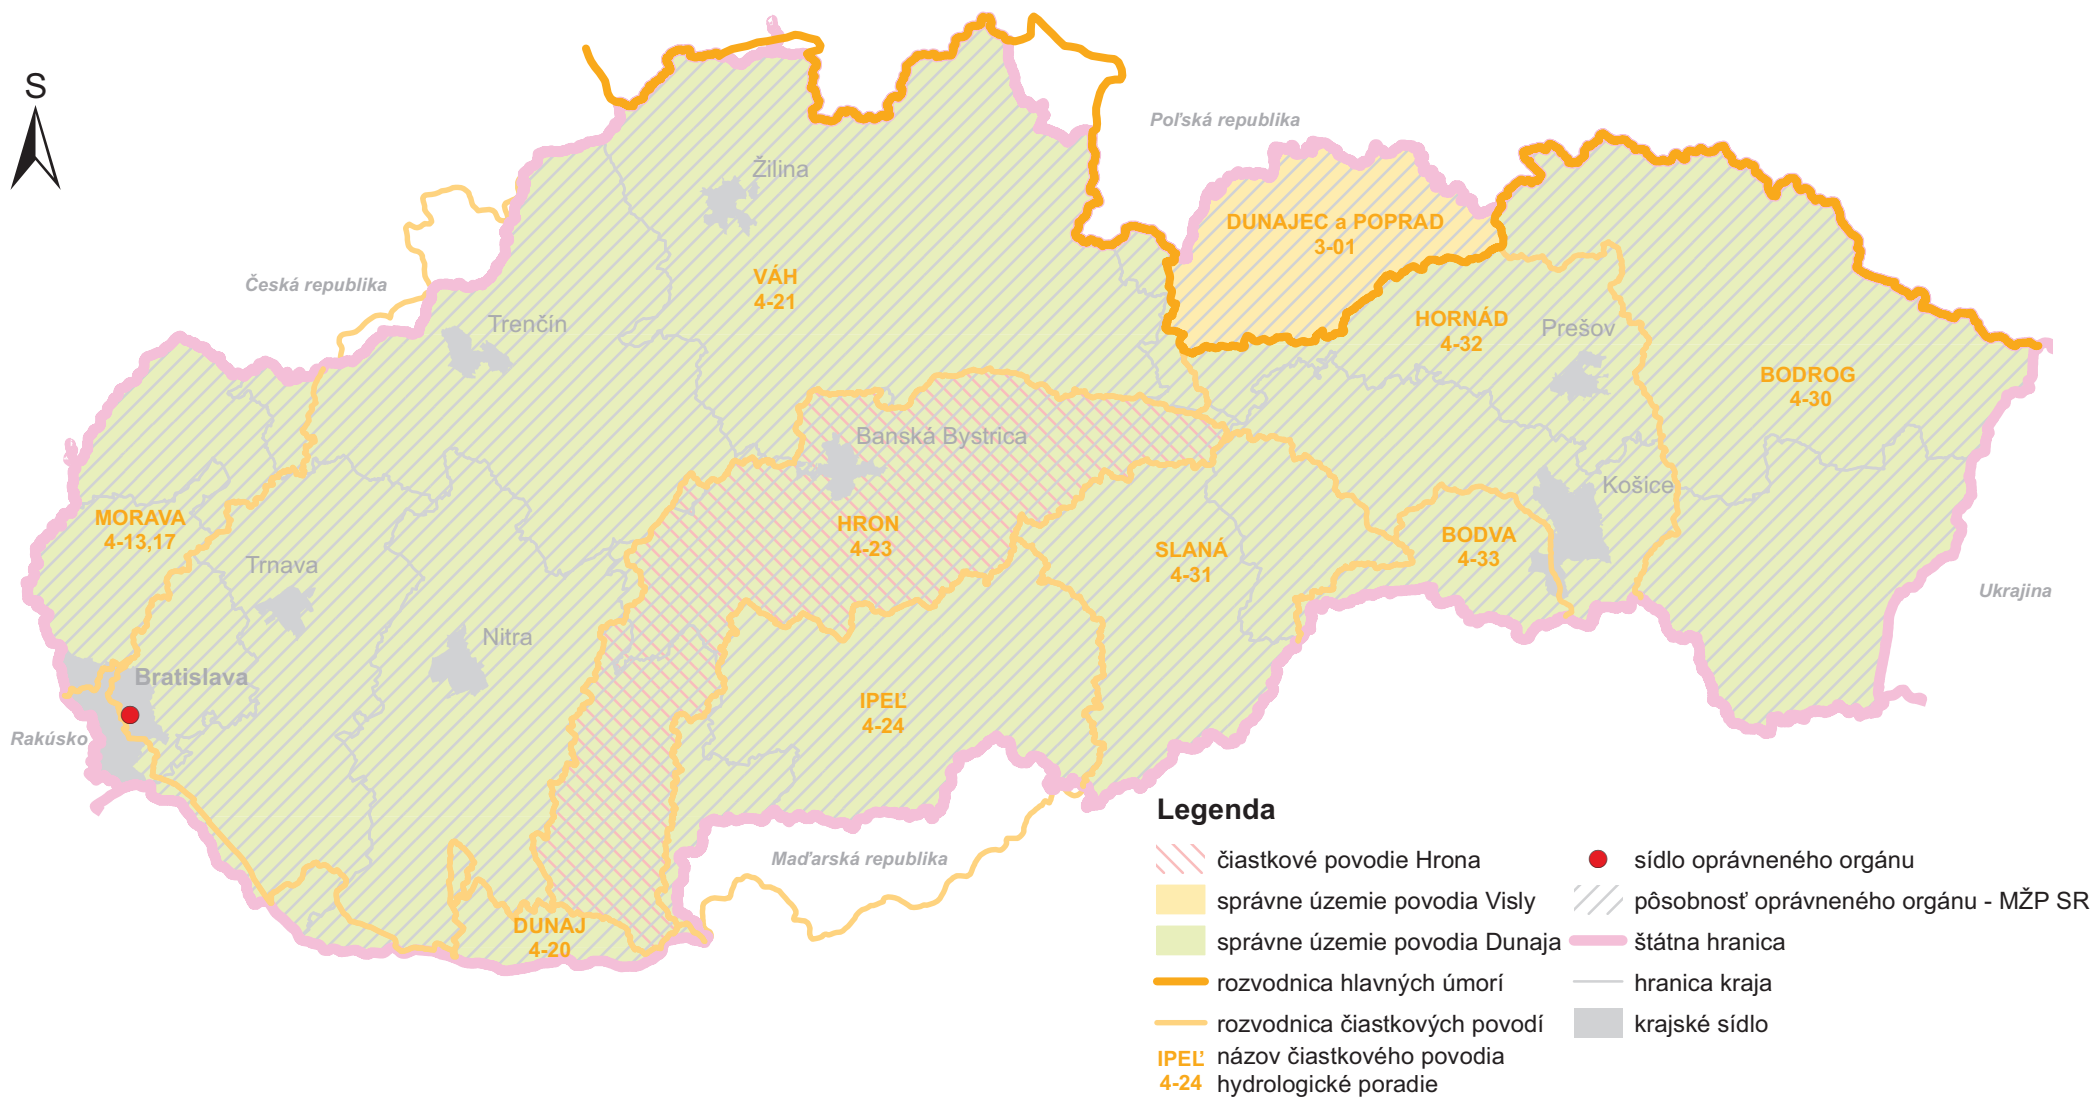 S
Poľská republika
Žilina
DUNAJEC a POPRAD
3-01
VÁH
4-21
Česká republika
Trenčín
HORNÁD
4-32
Prešov
BODROG
4-30
Banská Bystrica
Košice
MORAVA
4-13,17
HRON
4-23
SLANÁ
4-31
BODVA
4-33
Trnava
Ukrajina
Nitra
Bratislava
IPEĽ
4-24
Rakúsko
Maďarská republika
DUNAJ
4-20
Legenda
čiastkové povodie Hrona
správne územie povodia Visly
správne územie povodia Dunaja
rozvodnica hlavných úmorí
rozvodnica čiastkových povodí
IPEĽ názov čiastkového povodia
4-24 hydrologické poradie
sídlo oprávneného orgánu
pôsobnosť oprávneného orgánu - MŽP SR
štátna hranica
hranica kraja
krajské sídlo